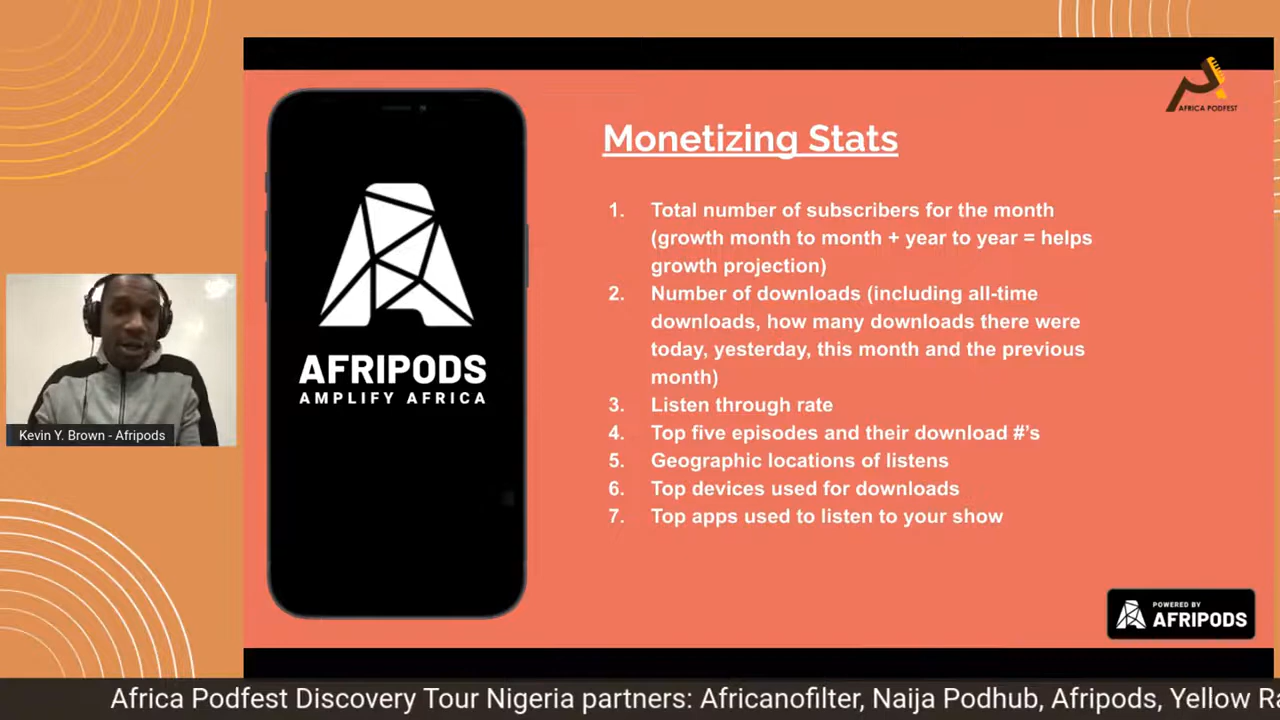 AFRICA PODFEST
Monetizing Stats
1. Total number of subscribers for the month
(growth month to month + year to year = helps
growth projection)
2. Number of downloads (including all-time
downloads, how many downloads there were
today, yesterday, this month and the previous
month)
3. Listen through rate
4. Top five episodes and their download #'s
5. Geographic locations of listens
6. Top devices used for downloads
7. Top apps used to listen to your show
AFRIPODS
AMPLIFY AFRICA
Kevin Y. Brown - Afripods
POWERED BY
AFRIPODS
Africa Podfest Discovery Tour Nigeria partners: Africanofilter, Naija Podhub, Afripods, Yellow